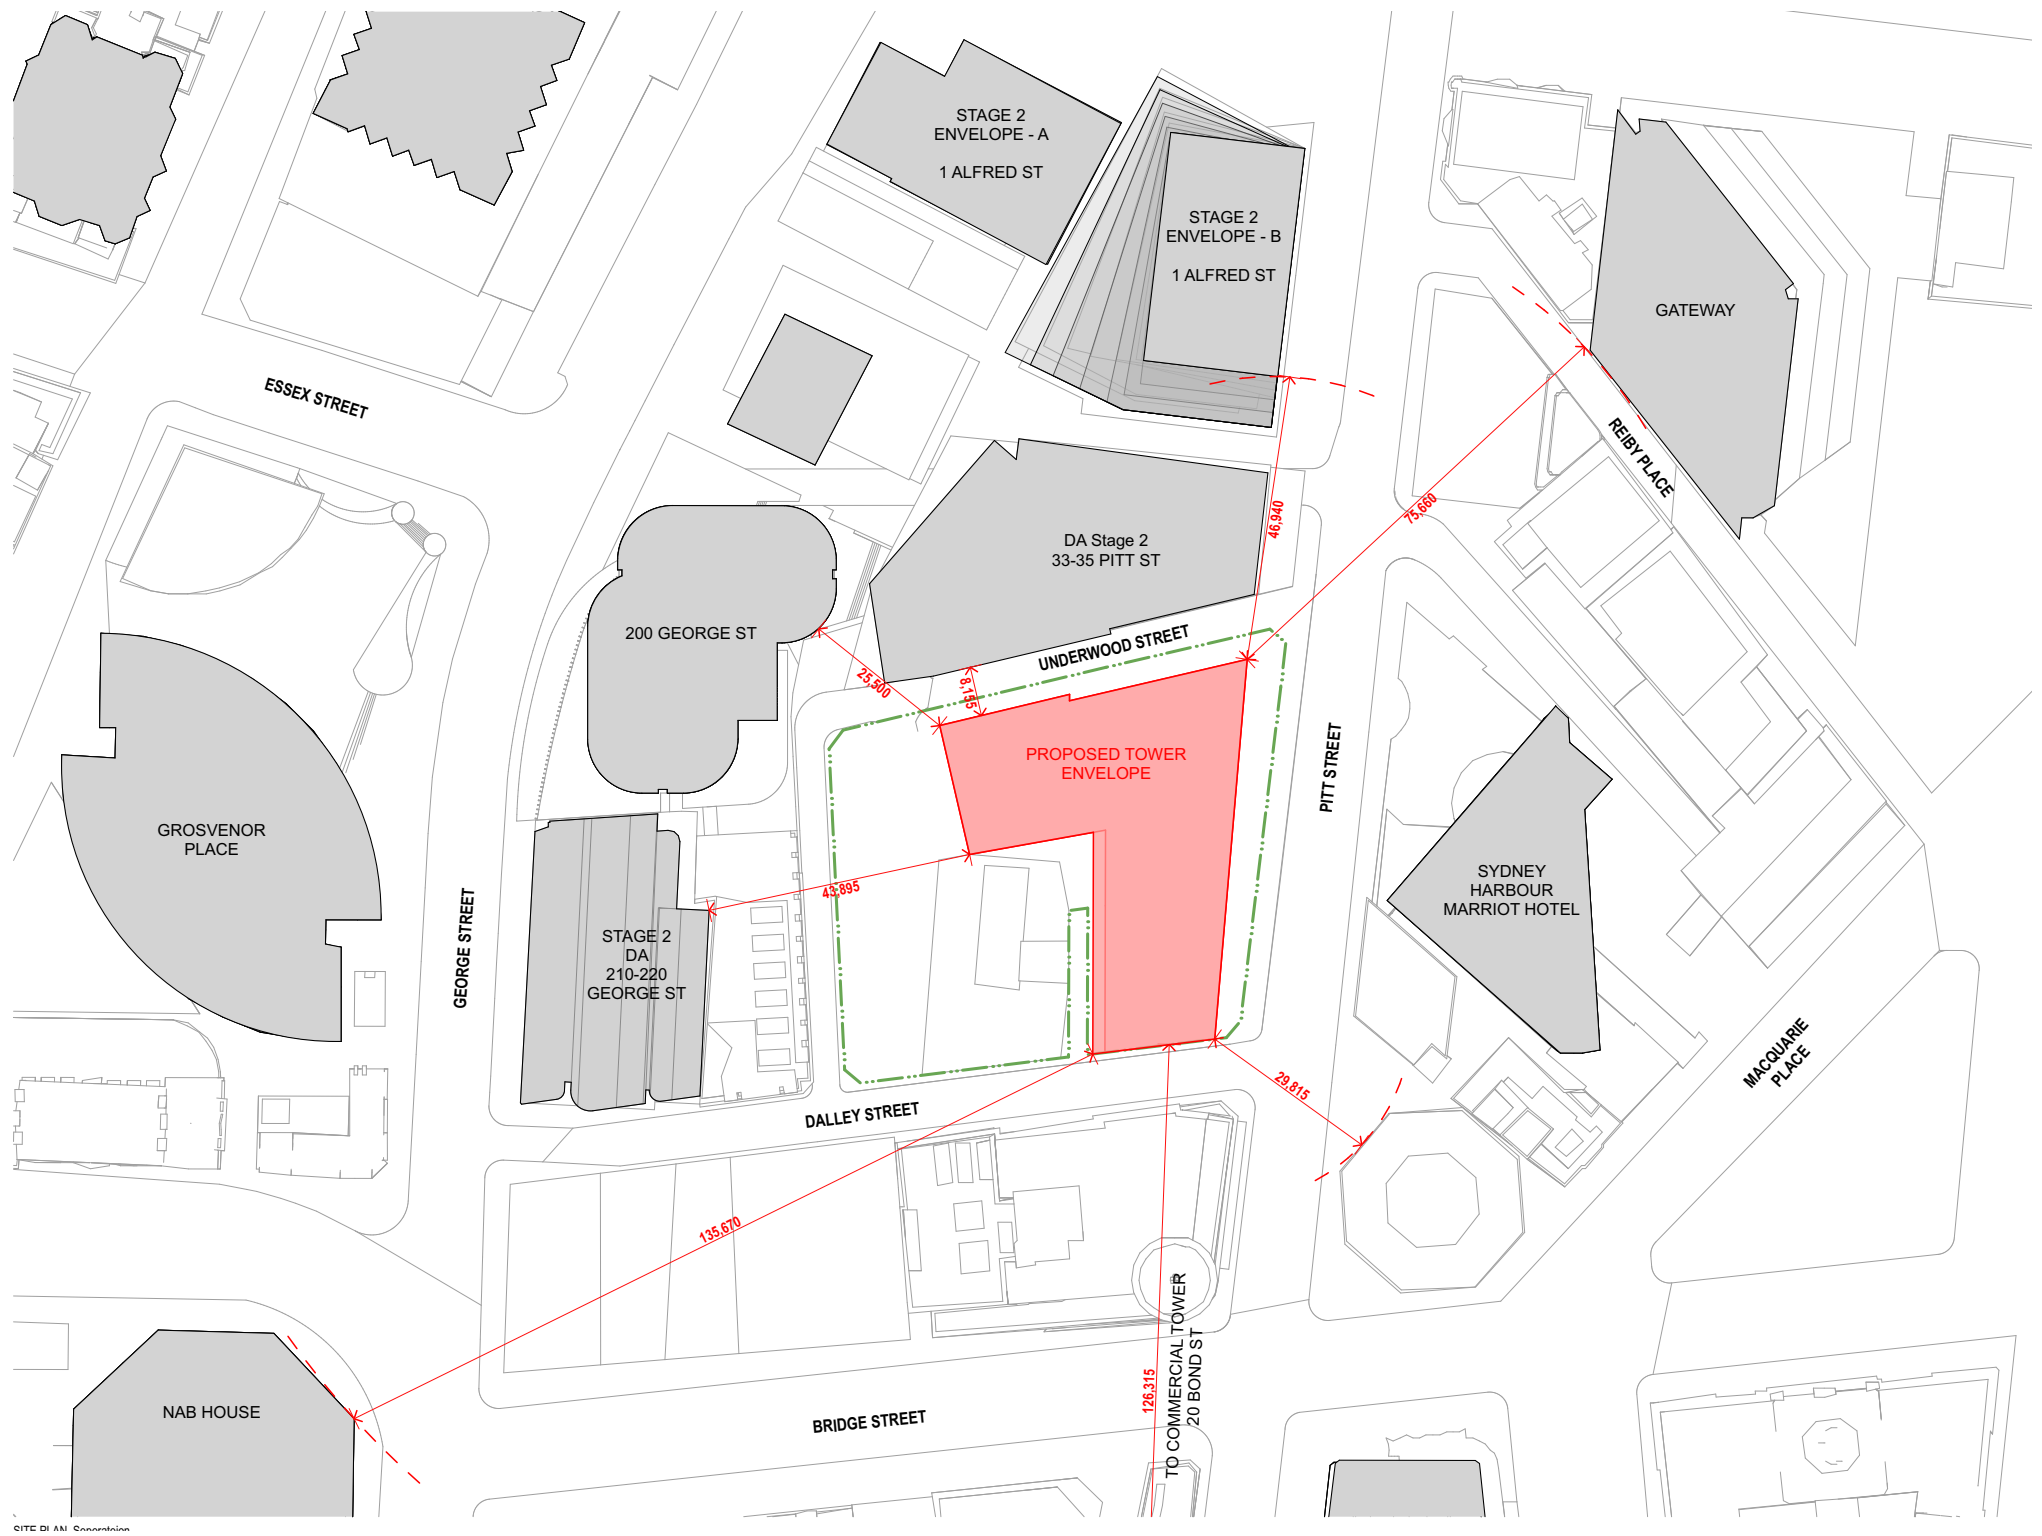 STAGE 2
ENVELOPE - A
1 ALFRED ST
STAGE 2
ENVELOPE - B
1 ALFRED ST
GATEWAY
ESSEX STREET
REIBY PLACE
46,940
75,660
DA Stage 2
33-35 PITT ST
200 GEORGE ST
UNDERWOOD STREET
25,500
8,155
PROPOSED TOWER
ENVELOPE
PITT STREET
GROSVENOR
PLACE
43,895
SYDNEY
HARBOUR
MARRIOT HOTEL
GEORGE STREET
STAGE 2
DA
210-220
GEORGE ST
MACQUARIE
PLACE
29,815
DALLEY STREET
135,670
TO COMMERCIAL TOWER
20 BOND ST
126,315
NAB HOUSE
BRIDGE STREET
SITE PLAN